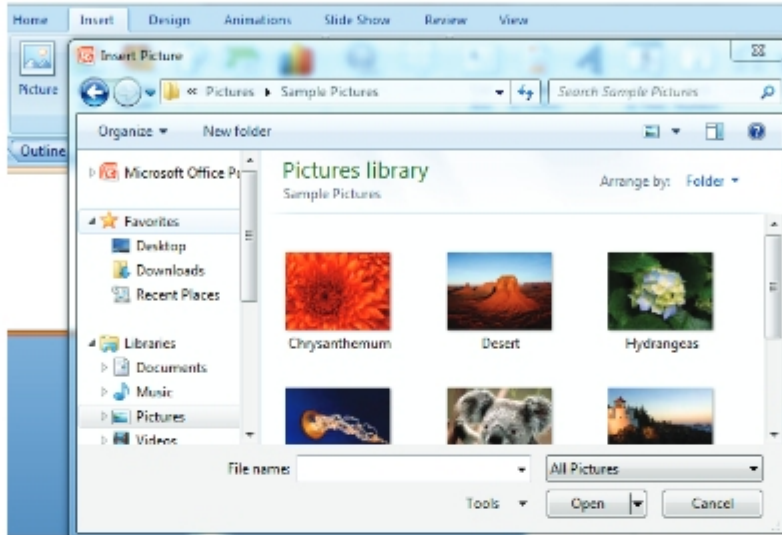 Home Insert Design Animations Slide Show Review View
Insert Picture
Picture
« Pictures Sample Pictures Search Sample Pictures
Organize New folder
Outline
Microsoft Office P
Pictures library
Sample Pictures
Arrange by: Folder
Favorites
Desktop
Downloads
Recent Places
Chrysanthemum Desert Hydrangeas
Libraries
Documents
Music
Pictures
Videos
File name: All Pictures
Tools Open Cancel